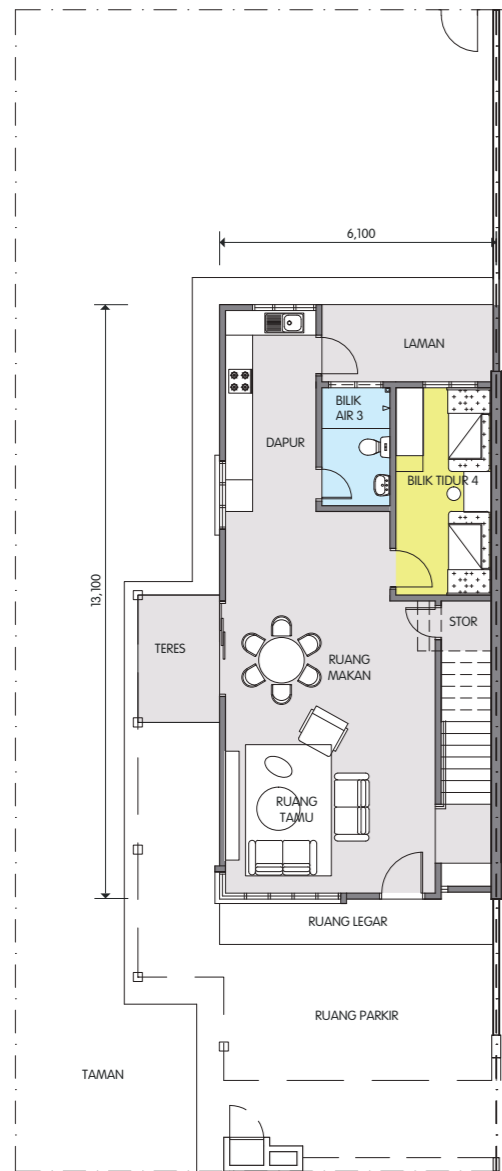 6,100
LAMAN
BILIK
AIR 3
DAPUR
BILIK TIDUR 4
13,100
STOR
TERES
RUANG
MAKAN
RUANG
TAMU
RUANG LEGAR
RUANG PARKIR
TAMAN